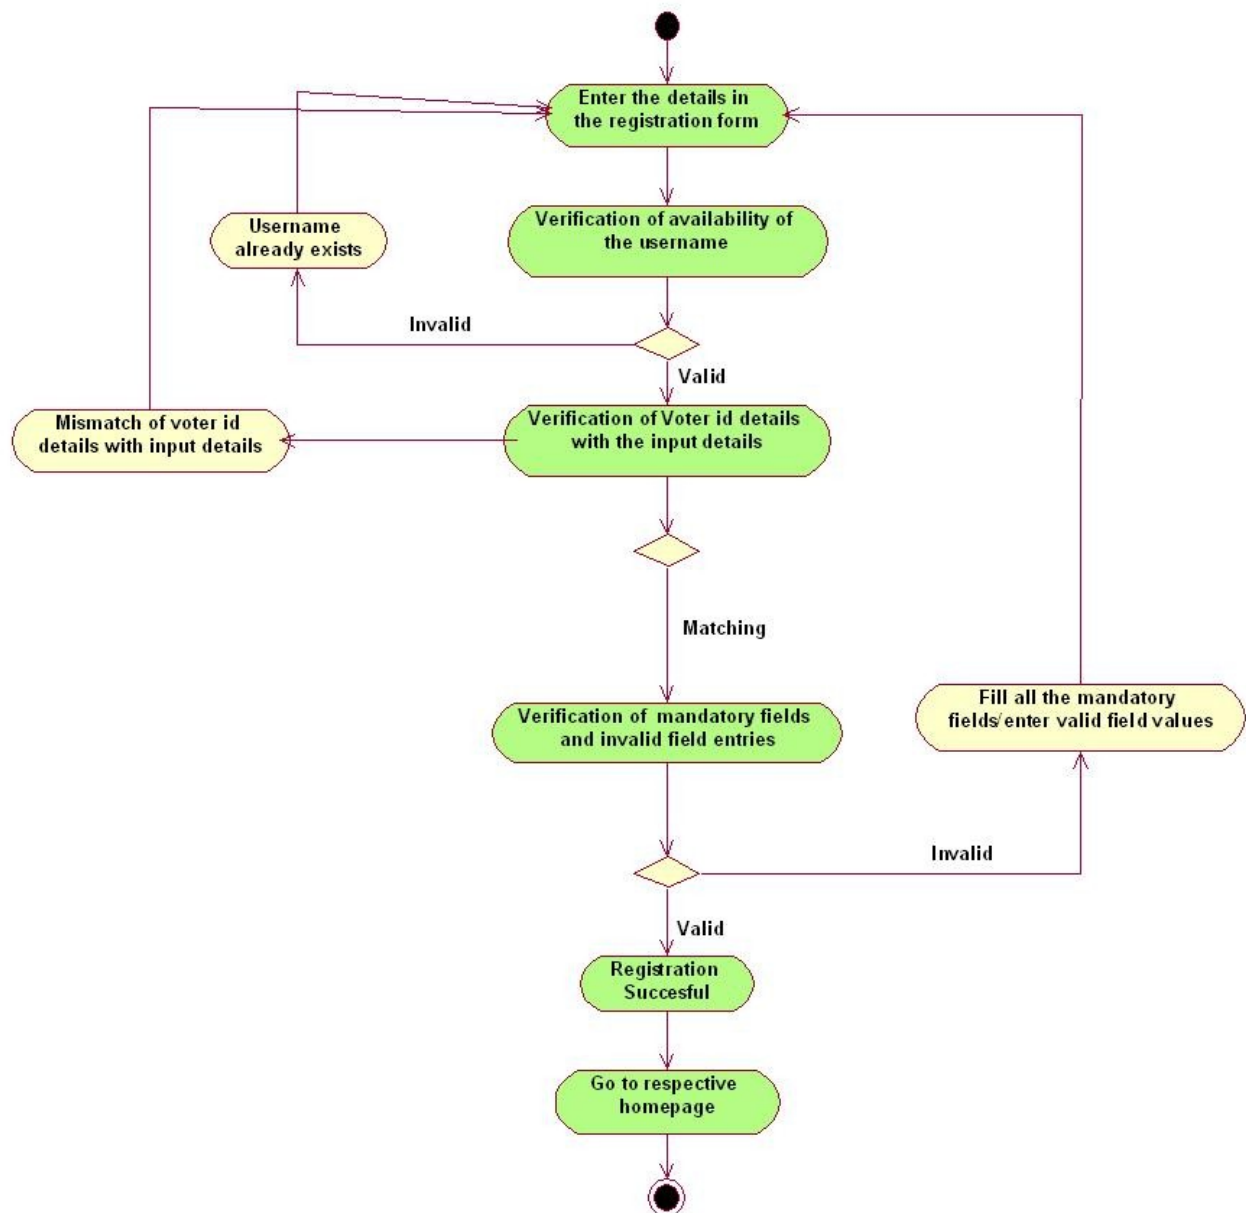 Enter the details in
the registration form
Verification of availability of
the username
Username
already exists
Invalid
Valid
Mismatch of voter id
details with input details
Verification of Voter id details
with the input details
Matching
Verification of mandatory fields
and invalid field entries
Fill all the mandatory
fields/enter valid field values
Invalid
Valid
Registration
Succesful
Go to respective
homepage